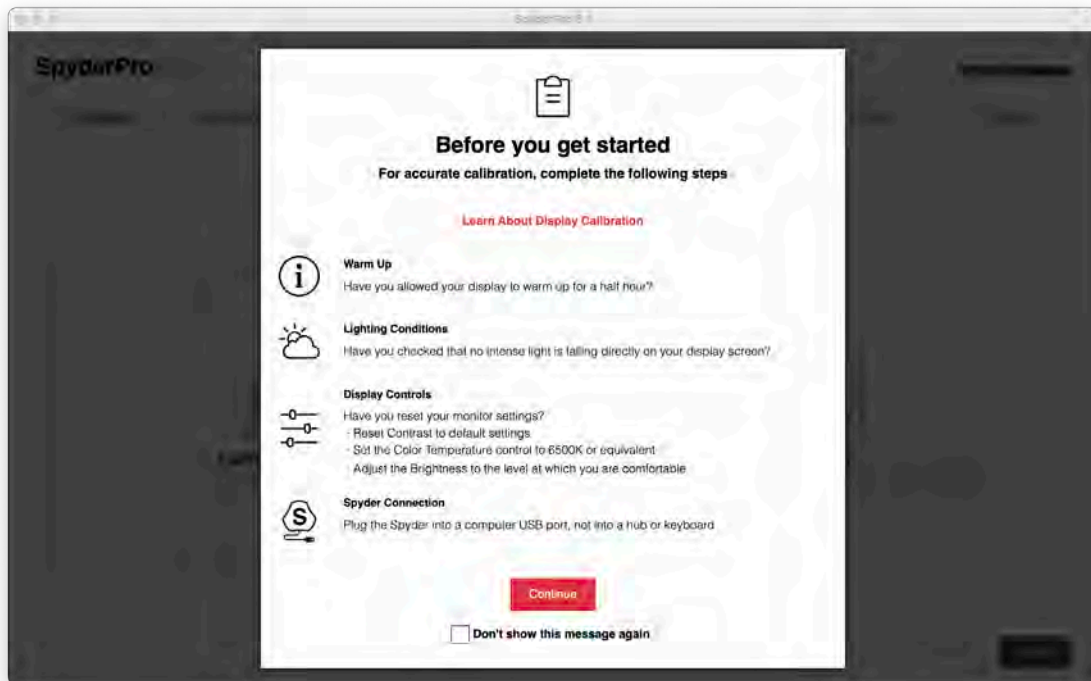 SpyderPro
Before you get started
For accurate calibration, complete the following steps
Learn About Display Calibration
Warm Up
Have you allowed your display to warm up for a half hour?
Lighting Conditions
Have you checked that no intense light is falling directly on your display screen?
Display Controls
Have you reset your monitor settings?
- Reset Contrast to default settings
- Set the Color Temperature control to 6500K or equivalent
- Adjust the Brightness to the level at which you are comfortable
S
Spyder Connection
Plug the Spyder into a computer USB port, not into a hub or keyboard
Continue
Don't show this message again